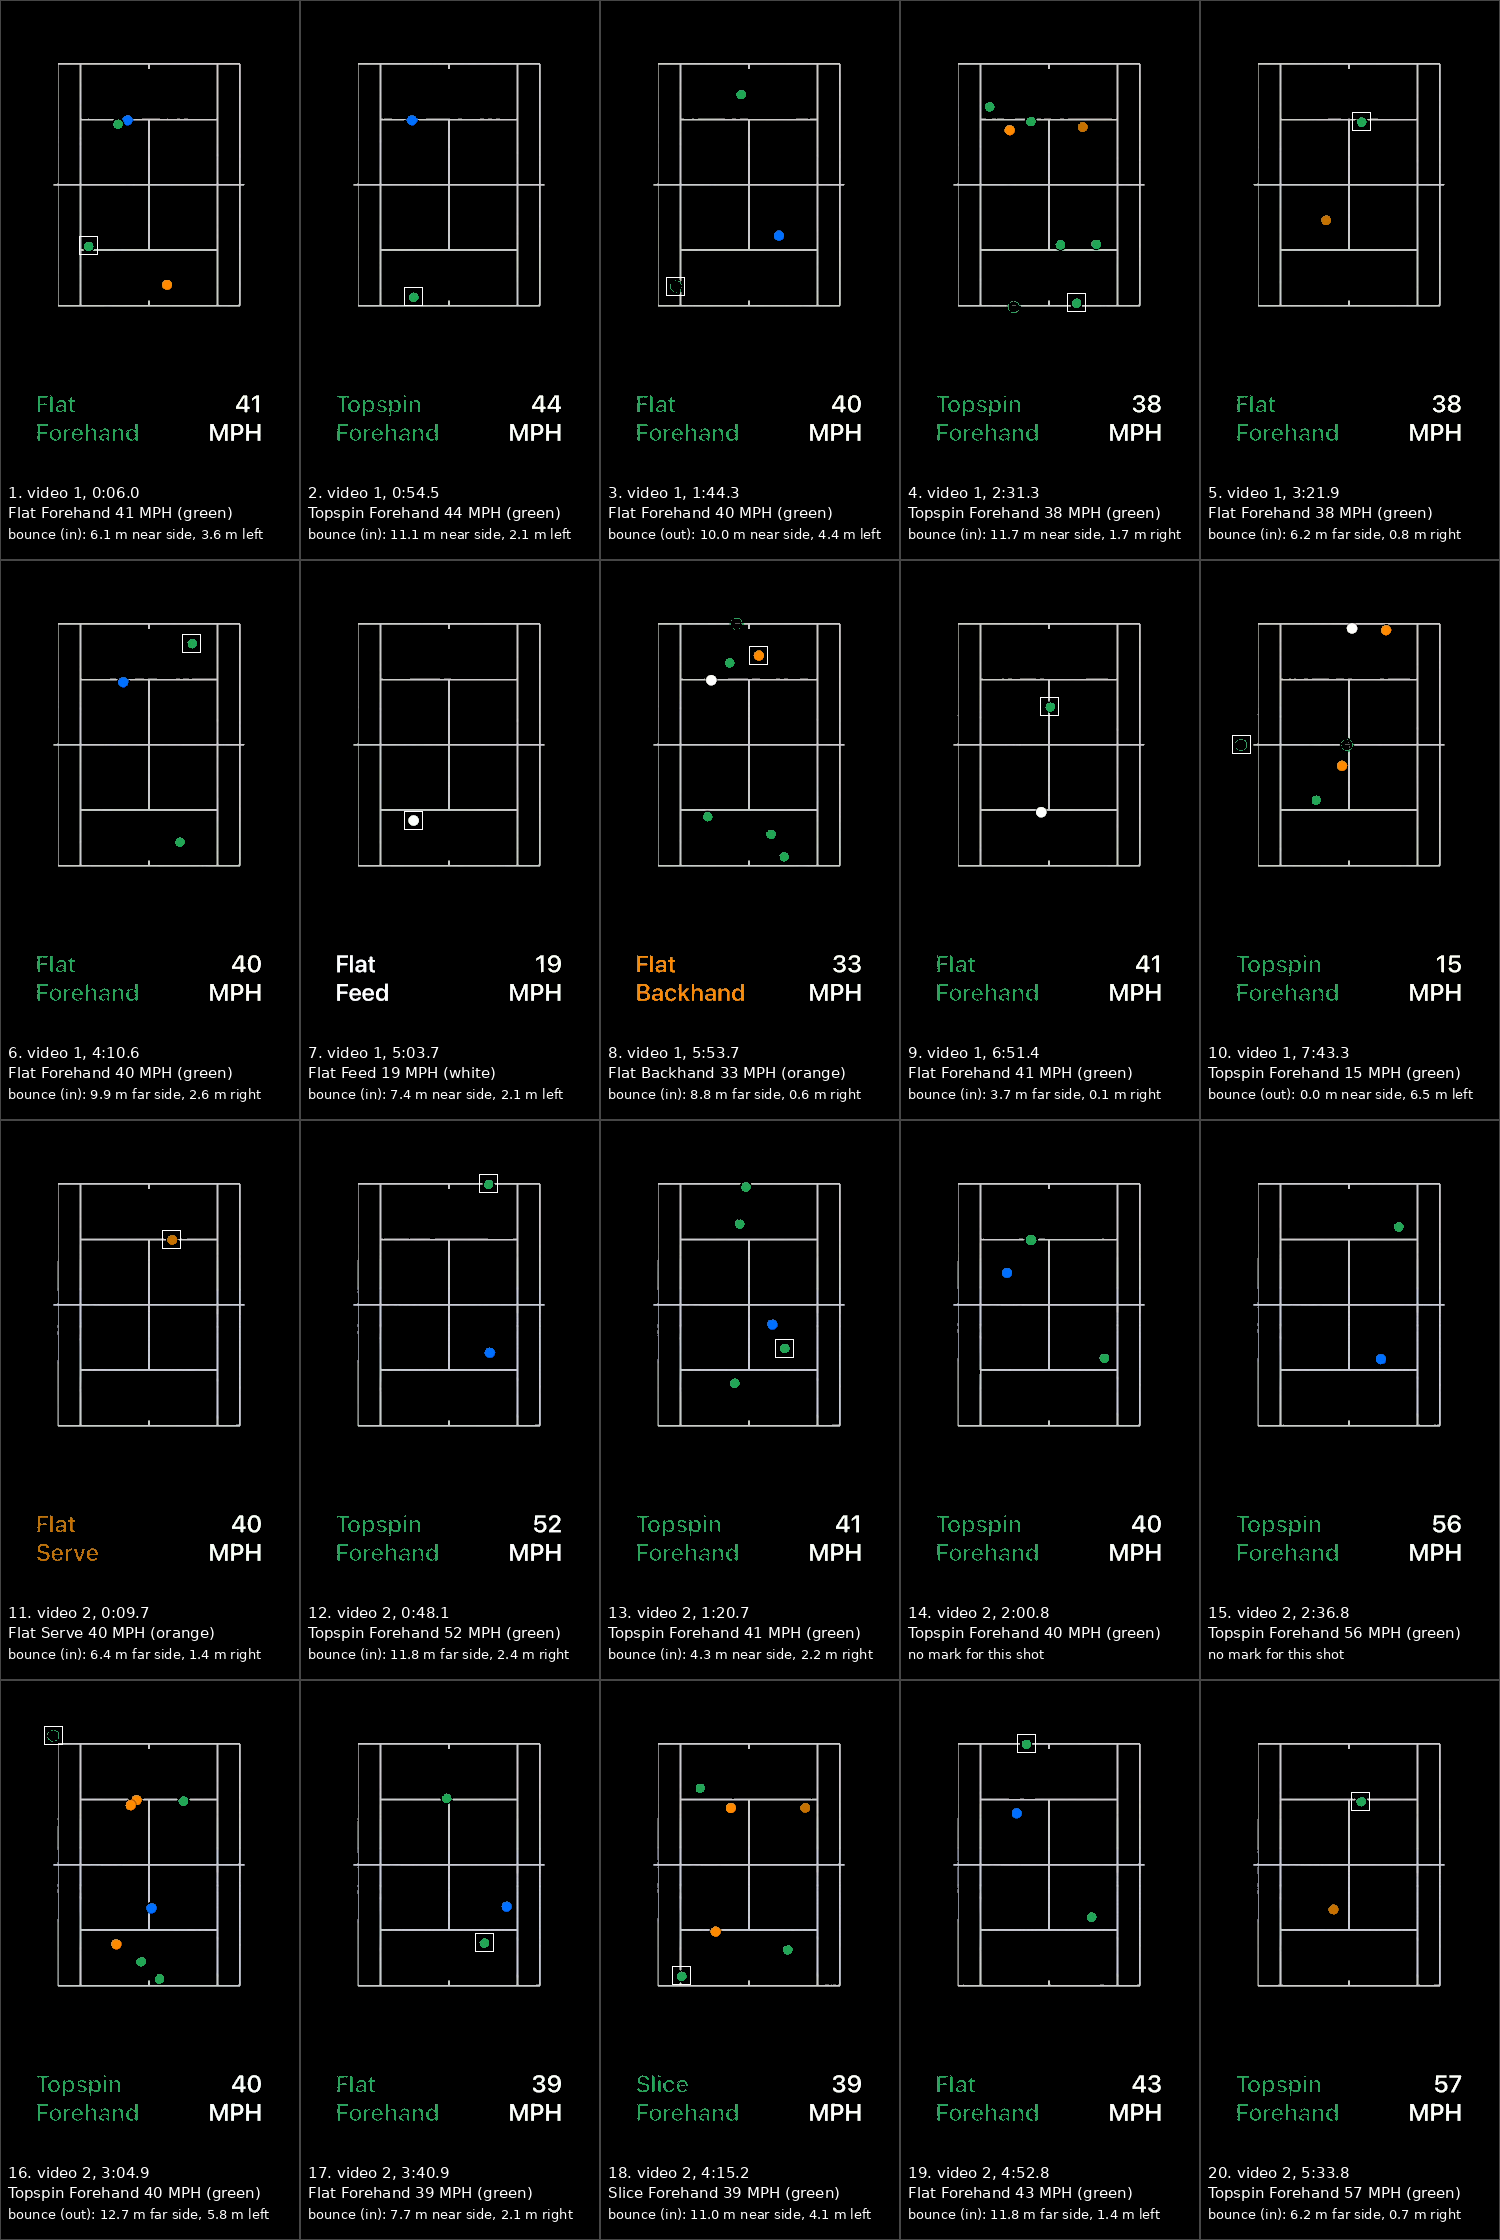 Flat 41
Forehand MPH
1. video 1, 0:06.0
Flat Forehand 41 MPH (green)
bounce (in): 6.1 m near side, 3.6 m left
Topspin 44
Forehand MPH
2. video 1, 0:54.5
Topspin Forehand 44 MPH (green)
bounce (in): 11.1 m near side, 2.1 m left
Flat 40
Forehand MPH
3. video 1, 1:44.3
Flat Forehand 40 MPH (green)
bounce (out): 10.0 m near side, 4.4 m left
Topspin 38
Forehand MPH
4. video 1, 2:31.3
Topspin Forehand 38 MPH (green)
bounce (in): 11.7 m near side, 1.7 m right
Flat 38
Forehand MPH
5. video 1, 3:21.9
Flat Forehand 38 MPH (green)
bounce (in): 6.2 m far side, 0.8 m right
Flat 40
Forehand MPH
6. video 1, 4:10.6
Flat Forehand 40 MPH (green)
bounce (in): 9.9 m far side, 2.6 m right
Flat 19
Feed MPH
7. video 1, 5:03.7
Flat Feed 19 MPH (white)
bounce (in): 7.4 m near side, 2.1 m left
Flat 33
Backhand MPH
8. video 1, 5:53.7
Flat Backhand 33 MPH (orange)
bounce (in): 8.8 m far side, 0.6 m right
Flat 41
Forehand MPH
9. video 1, 6:51.4
Flat Forehand 41 MPH (green)
bounce (in): 3.7 m far side, 0.1 m right
Topspin 15
Forehand MPH
10. video 1, 7:43.3
Topspin Forehand 15 MPH (green)
bounce (out): 0.0 m near side, 6.5 m left
Flat 40
Serve MPH
11. video 2, 0:09.7
Flat Serve 40 MPH (orange)
bounce (in): 6.4 m far side, 1.4 m right
Topspin 52
Forehand MPH
12. video 2, 0:48.1
Topspin Forehand 52 MPH (green)
bounce (in): 11.8 m far side, 2.4 m right
Topspin 41
Forehand MPH
13. video 2, 1:20.7
Topspin Forehand 41 MPH (green)
bounce (in): 4.3 m near side, 2.2 m right
Topspin 40
Forehand MPH
14. video 2, 2:00.8
Topspin Forehand 40 MPH (green)
no mark for this shot
Topspin 56
Forehand MPH
15. video 2, 2:36.8
Topspin Forehand 56 MPH (green)
no mark for this shot
Topspin 40
Forehand MPH
16. video 2, 3:04.9
Topspin Forehand 40 MPH (green)
bounce (out): 12.7 m far side, 5.8 m left
Flat 39
Forehand MPH
17. video 2, 3:40.9
Flat Forehand 39 MPH (green)
bounce (in): 7.7 m near side, 2.1 m right
Slice 39
Forehand MPH
18. video 2, 4:15.2
Slice Forehand 39 MPH (green)
bounce (in): 11.0 m near side, 4.1 m left
Flat 43
Forehand MPH
19. video 2, 4:52.8
Flat Forehand 43 MPH (green)
bounce (in): 11.8 m far side, 1.4 m left
Topspin 57
Forehand MPH
20. video 2, 5:33.8
Topspin Forehand 57 MPH (green)
bounce (in): 6.2 m far side, 0.7 m right